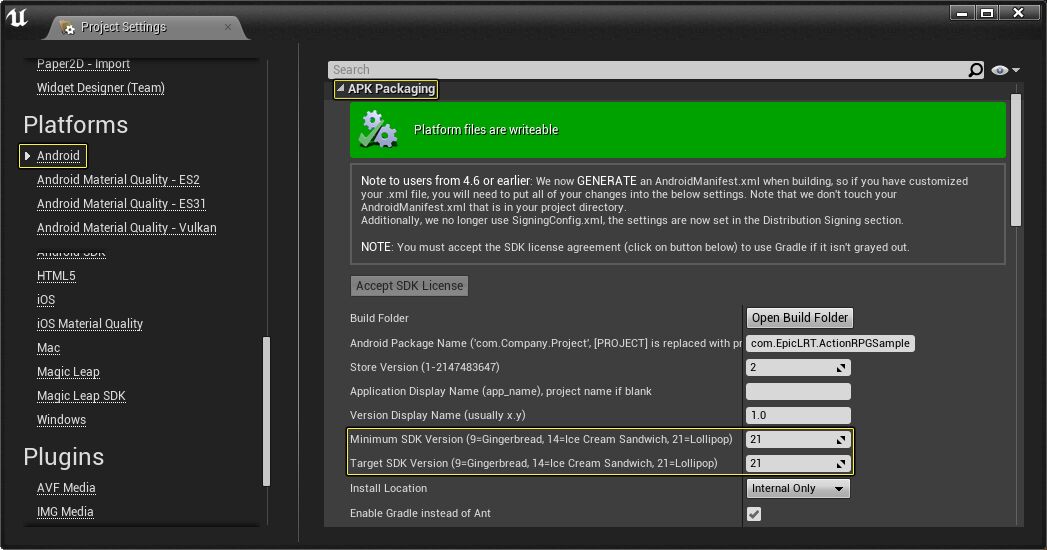 Project Settings
Paper2D - Import
Widget Designer (Team)
Platforms
Android
Android Material Quality - ES2
Android Material Quality - ES31
Android Material Quality - Vulkan
Android SDK
HTML5
iOS
iOS Material Quality
Mac
Magic Leap
Magic Leap SDK
Windows
Plugins
AVF Media
IMG Media
Search
APK Packaging
Platform files are writeable
Note to users from 4.6 or earlier: We now GENERATE an AndroidManifest.xml when building, so if you have customized
your .xml file, you will need to put all of your changes into the below settings. Note that we don't touch your
AndroidManifest.xml that is in your project directory.
Additionally, we no longer use SigningConfig.xml, the settings are now set in the Distribution Signing section.
NOTE: You must accept the SDK license agreement (click on button below) to use Gradle if it isn't grayed out.
Accept SDK License
Build Folder Open Build Folder
Android Package Name ('com.Company.Project', [PROJECT] is replaced with pr com.EpicLRT.ActionRPGSample
Store Version (1-2147483647) 2
Application Display Name (app_name), project name if blank
Version Display Name (usually x.y) 1.0
Minimum SDK Version (9=Gingerbread, 14=Ice Cream Sandwich, 21=Lollipop) 21
Target SDK Version (9=Gingerbread, 14=Ice Cream Sandwich, 21=Lollipop) 21
Install Location Internal Only
Enable Gradle instead of Ant